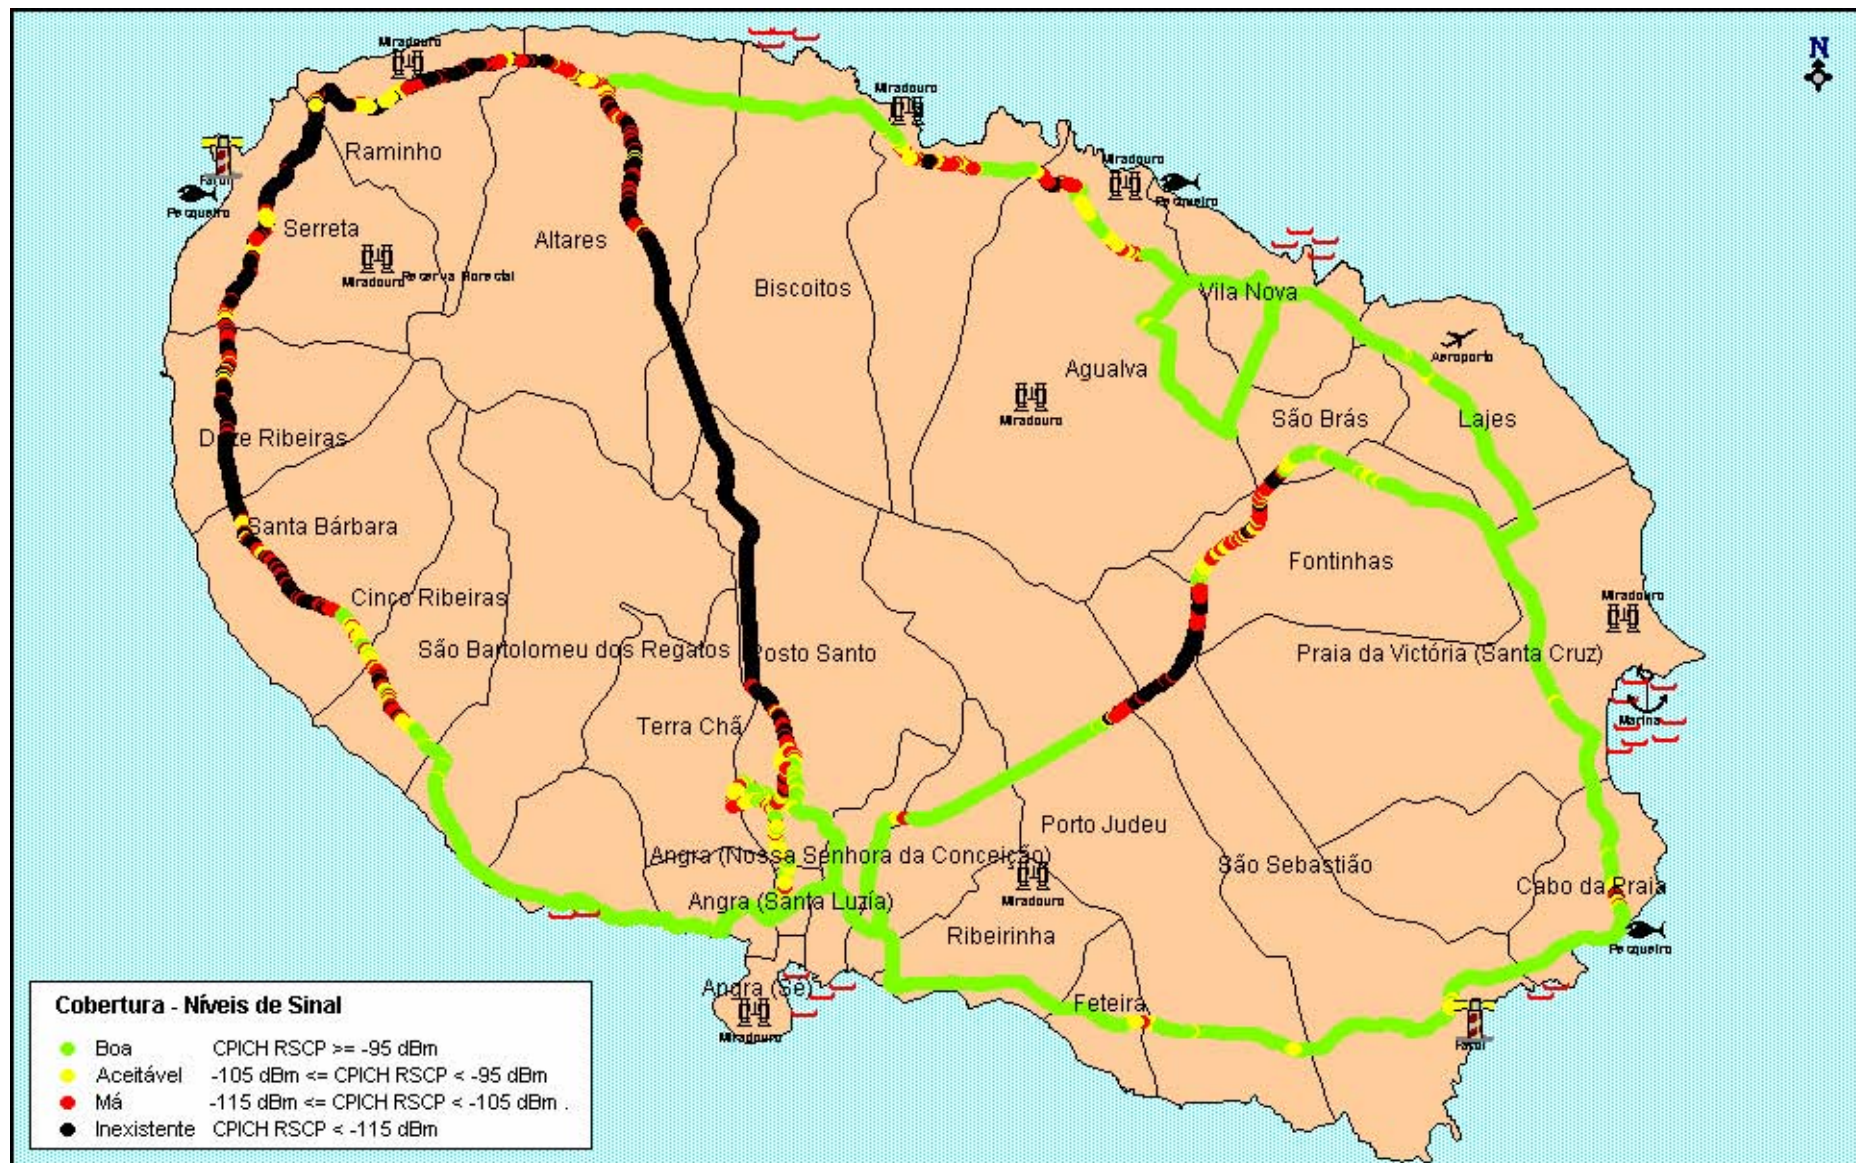 N
Miradouro
Miradouro
Raminho
Miradouro
Farol
Pesqueiro
Pesqueiro
Serreta
Altares
Miradouro
Reserva Florestal
Biscoitos
Vila Nova
Aeroporto
Agualva
Miradouro
São Brás
Lajes
Doze Ribeiras
Santa Bárbara
Fontinhas
Cinco Ribeiras
Miradouro
São Bartolomeu dos Regatos
Posto Santo
Praia da Victória (Santa Cruz)
Terra Chã
Marina
Porto Judeu
Angra (Nossa Senhora da Conceição)
São Sebastião
Cabo da Praia
Angra (Santa Luzía)
Miradouro
Ribeirinha
Pesqueiro
Angra (Sé)
Feteira
Miradouro
Farol
Cobertura - Níveis de Sinal
Boa CPICH RSCP >= -95 dBm
Aceitável -105 dBm <= CPICH RSCP < -95 dBm
Má -115 dBm <= CPICH RSCP < -105 dBm .
Inexistente CPICH RSCP < -115 dBm